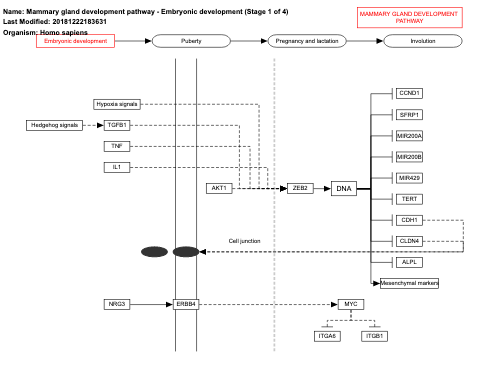 Name: Mammary gland development pathway - Embryonic development (Stage 1 of 4)
Last Modified: 20181222183631
Organism: Homo sapiens
MAMMARY GLAND DEVELOPMENT
PATHWAY
Embryonic development
Puberty
Pregnancy and lactation
Involution
CCND1
Hypoxia signals
SFRP1
Hedgehog signals
TGFB1
MIR200A
TNF
MIR200B
IL1
MIR429
AKT1
ZEB2
DNA
TERT
CDH1
Cell junction
CLDN4
ALPL
Mesenchymal markers
NRG3
ERBB4
MYC
ITGA6
ITGB1